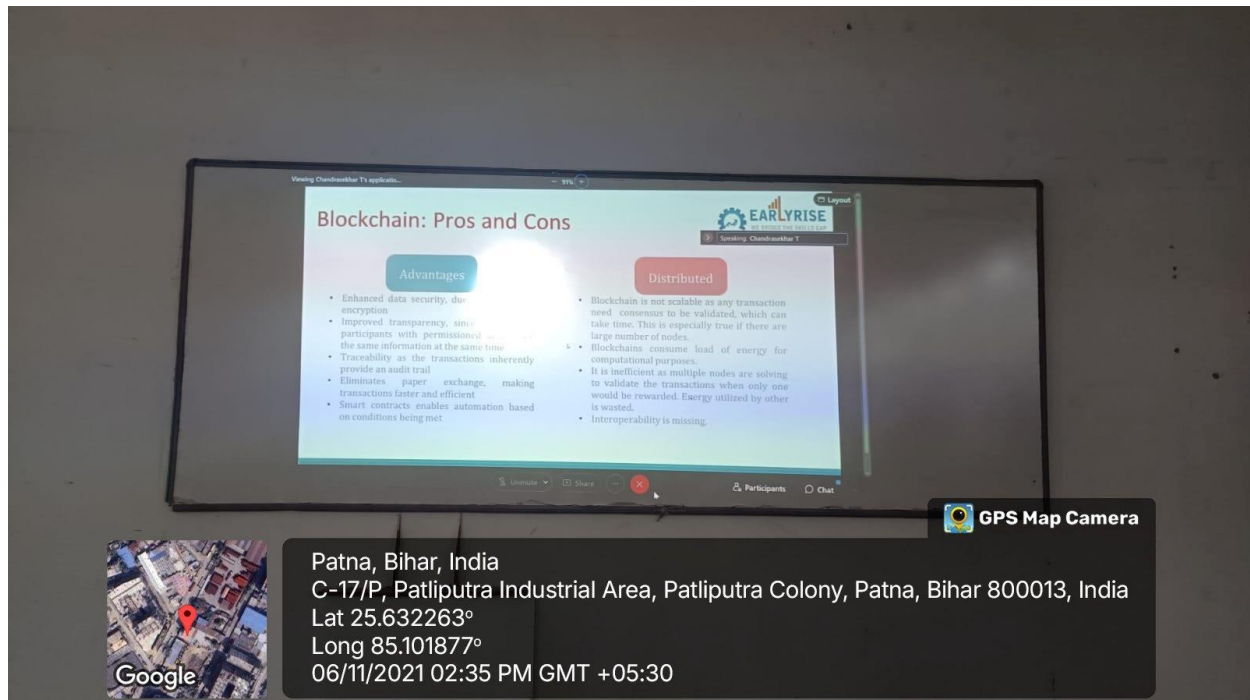 Viewing Chandrasekhar T's applicatio...
91%
Layout
Blockchain: Pros and Cons
EARLYRISE
WE BRIDGE THE SKILLS GAP
Speaking: Chandrasekhar T
Advantages
• Enhanced data security, due
encryption
• Improved transparency, sinc
participants with permissioned
the same information at the same time
• Traceability as the transactions inherently
provide an audit trail
• Eliminates paper exchange, making
transactions faster and efficient
• Smart contracts enables automation based
on conditions being met
Distributed
• Blockchain is not scalable as any transaction
need consensus to be validated, which can
take time. This is especially true if there are
large number of nodes.
• Blockchains consume load of energy for
computational purposes.
• It is inefficient as multiple nodes are solving
to validate the transactions when only one
would be rewarded. Energy utilized by other
is wasted.
• Interoperability is missing.
Unmute
Share
Participants
Chat
GPS Map Camera
Google
Patna, Bihar, India
C-17/P, Patliputra Industrial Area, Patliputra Colony, Patna, Bihar 800013, India
Lat 25.632263°
Long 85.101877°
06/11/2021 02:35 PM GMT +05:30